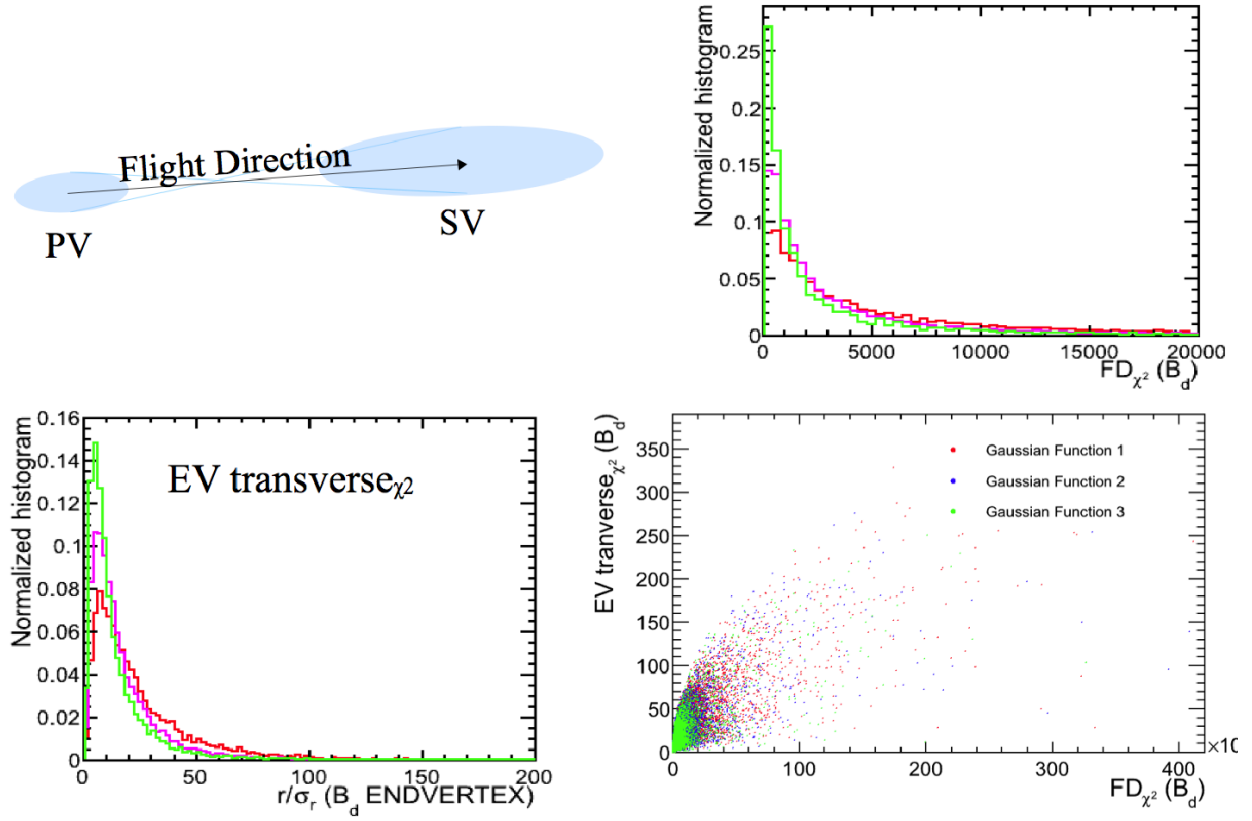 Flight Direction
PV
SV
Normalized histogram
0.25
0.2
0.15
0.1
0.05
0
0 5000 10000 15000 20000
FDχ² (Bd)
Normalized histogram
0.16
0.14
0.12
0.1
0.08
0.06
0.04
0.02
0
EV transverseχ2
0 50 100 150 200
r/σr (Bd ENDVERTEX)
EV tranverseχ² (Bd)
350
300
250
200
150
100
50
0
Gaussian Function 1
Gaussian Function 2
Gaussian Function 3
0 100 200 300 400
FDχ² (Bd)